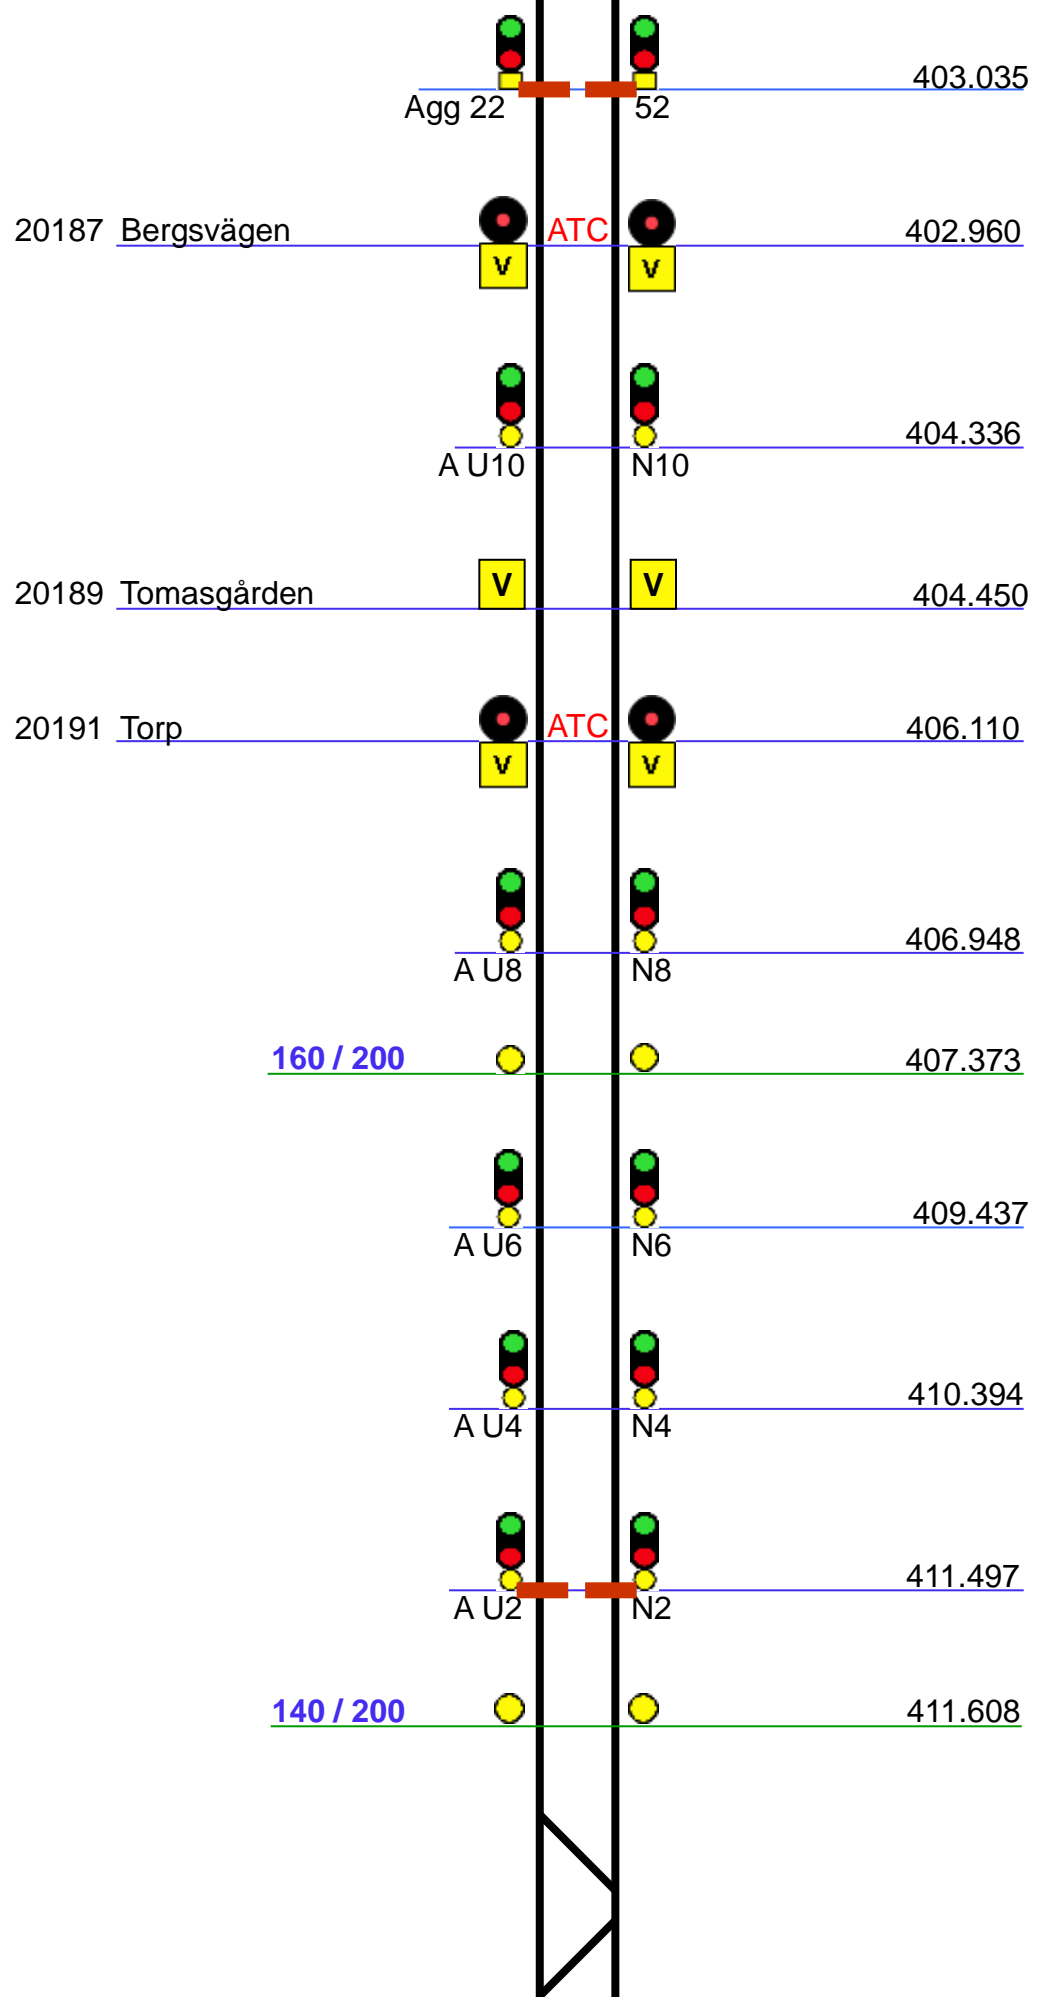 403.035
Agg 22 52
20187 Bergsvägen ATC 402.960
V V
404.336
A U10 N10
20189 Tomasgården V V 404.450
20191 Torp ATC 406.110
V V
406.948
A U8 N8
160 / 200 407.373
409.437
A U6 N6
410.394
A U4 N4
411.497
A U2 N2
140 / 200 411.608